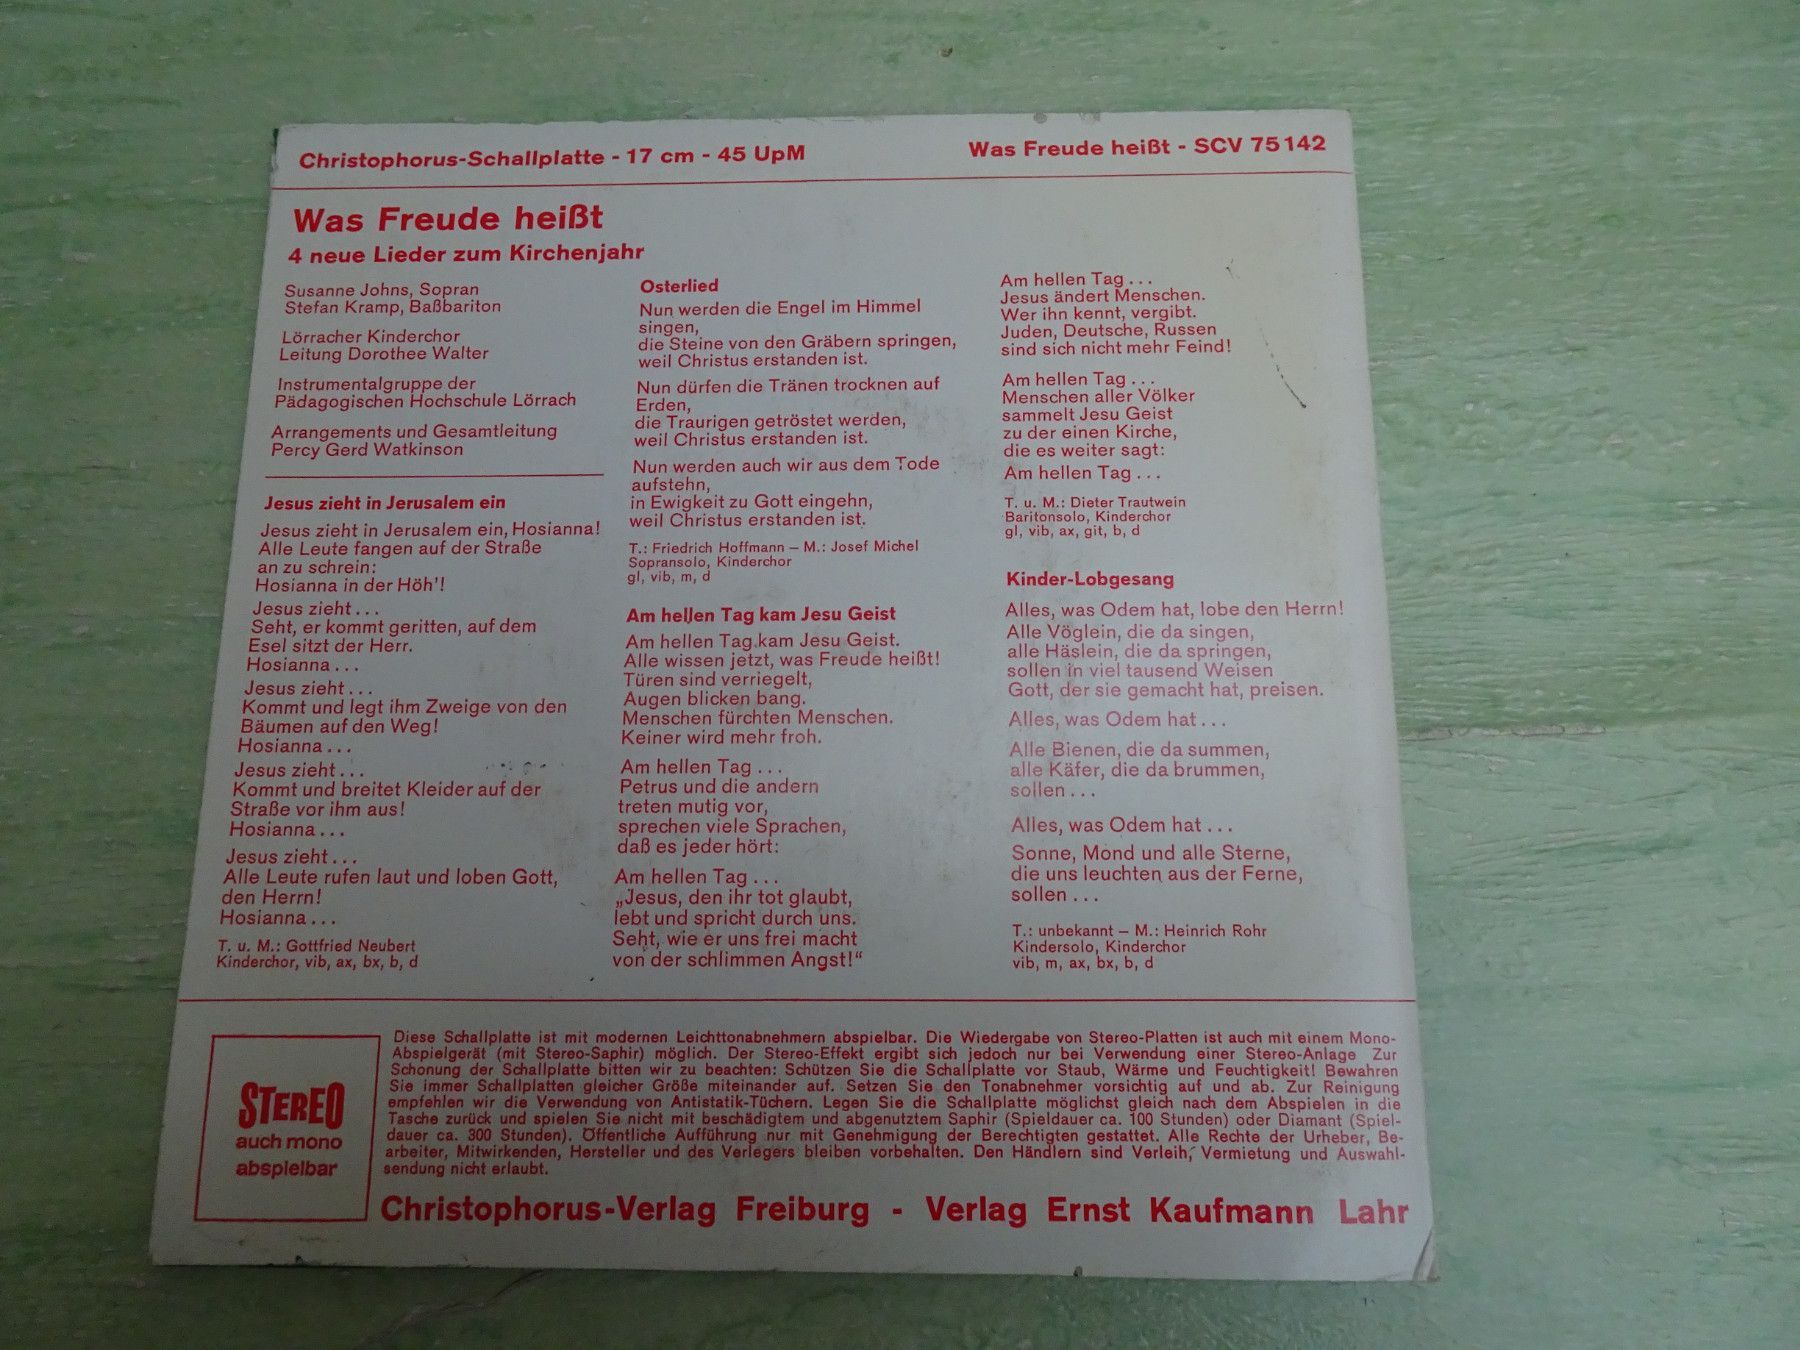 Christophorus-Schallplatte - 17 cm - 45 UpM
Was Freude heißt - SCV 75142
Was Freude heißt
4 neue Lieder zum Kirchenjahr
Susanne Johns, Sopran
Stefan Kramp, Baßbariton
Lörracher Kinderchor
Leitung Dorothee Walter
Instrumentalgruppe der
Pädagogischen Hochschule Lörrach
Arrangements und Gesamtleitung
Percy Gerd Watkinson
Jesus zieht in Jerusalem ein
Jesus zieht in Jerusalem ein, Hosianna!
Alle Leute fangen auf der Straße
an zu schrein:
Hosianna in der Höh'!
Jesus zieht . . .
Seht, er kommt geritten, auf dem
Esel sitzt der Herr.
Hosianna . . .
Jesus zieht . . .
Kommt und legt ihm Zweige von den
Bäumen auf den Weg!
Hosianna . . .
Jesus zieht . . .
Kommt und breitet Kleider auf der
Straße vor ihm aus!
Hosianna . . .
Jesus zieht . . .
Alle Leute rufen laut und loben Gott,
den Herrn!
Hosianna . . .
T. u. M.: Gottfried Neubert
Kinderchor, vib, ax, bx, b, d
Osterlied
Nun werden die Engel im Himmel
singen,
die Steine von den Gräbern springen,
weil Christus erstanden ist.
Nun dürfen die Tränen trocknen auf
Erden,
die Traurigen getröstet werden,
weil Christus erstanden ist.
Nun werden auch wir aus dem Tode
aufstehn,
in Ewigkeit zu Gott eingehn,
weil Christus erstanden ist.
T.: Friedrich Hoffmann – M.: Josef Michel
Sopransolo, Kinderchor
gl, vib, m, d
Am hellen Tag kam Jesu Geist
Am hellen Tag kam Jesu Geist.
Alle wissen jetzt, was Freude heißt!
Türen sind verriegelt,
Augen blicken bang.
Menschen fürchten Menschen.
Keiner wird mehr froh.
Am hellen Tag . . .
Petrus und die andern
treten mutig vor,
sprechen viele Sprachen,
daß es jeder hört:
Am hellen Tag . . .
„Jesus, den ihr tot glaubt,
lebt und spricht durch uns.
Seht, wie er uns frei macht
von der schlimmen Angst!“
Am hellen Tag . . .
Jesus ändert Menschen.
Wer ihn kennt, vergibt.
Juden, Deutsche, Russen
sind sich nicht mehr Feind!
Am hellen Tag . . .
Menschen aller Völker
sammelt Jesu Geist
zu der einen Kirche,
die es weiter sagt:
Am hellen Tag . . .
T. u. M.: Dieter Trautwein
Baritonsolo, Kinderchor
gl, vib, ax, git, b, d
Kinder-Lobgesang
Alles, was Odem hat, lobe den Herrn!
Alle Vöglein, die da singen,
alle Häslein, die da springen,
sollen in viel tausend Weisen
Gott, der sie gemacht hat, preisen.
Alles, was Odem hat . . .
Alle Bienen, die da summen,
alle Käfer, die da brummen,
sollen . . .
Alles, was Odem hat . . .
Sonne, Mond und alle Sterne,
die uns leuchten aus der Ferne,
sollen . . .
T.: unbekannt – M.: Heinrich Rohr
Kindersolo, Kinderchor
vib, m, ax, bx, b, d
STEREO
auch mono
abspielbar
Diese Schallplatte ist mit modernen Leichttonabnehmern abspielbar. Die Wiedergabe von Stereo-Platten ist auch mit einem Mono-
Abspielgerät (mit Stereo-Saphir) möglich. Der Stereo-Effekt ergibt sich jedoch nur bei Verwendung einer Stereo-Anlage Zur
Schonung der Schallplatte bitten wir zu beachten: Schützen Sie die Schallplatte vor Staub, Wärme und Feuchtigkeit! Bewahren
Sie immer Schallplatten gleicher Größe miteinander auf. Setzen Sie den Tonabnehmer vorsichtig auf und ab. Zur Reinigung
empfehlen wir die Verwendung von Antistatik-Tüchern. Legen Sie die Schallplatte möglichst gleich nach dem Abspielen in die
Tasche zurück und spielen Sie nicht mit beschädigtem und abgenutztem Saphir (Spieldauer ca. 100 Stunden) oder Diamant (Spiel-
dauer ca. 300 Stunden). Öffentliche Aufführung nur mit Genehmigung der Berechtigten gestattet. Alle Rechte der Urheber, Be-
arbeiter, Mitwirkenden, Hersteller und des Verlegers bleiben vorbehalten. Den Händlern sind Verleih, Vermietung und Auswahl-
sendung nicht erlaubt.
Christophorus-Verlag Freiburg - Verlag Ernst Kaufmann Lahr